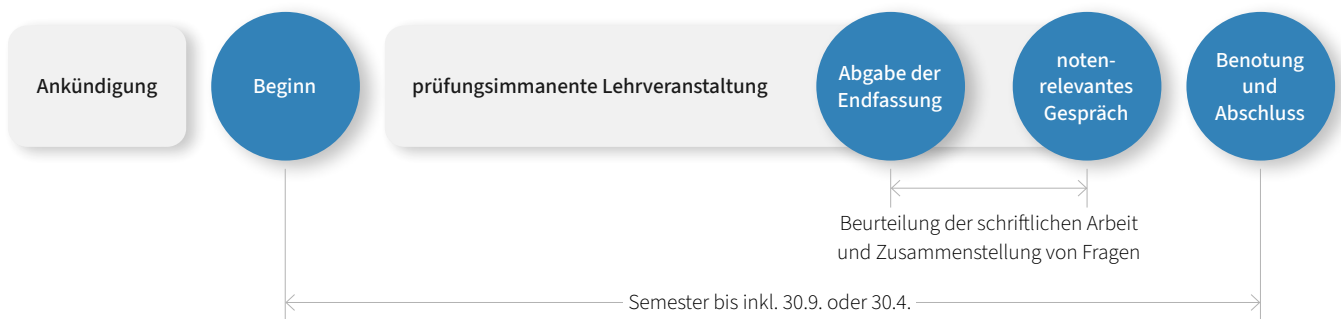 Ankündigung
Beginn
prüfungsimmanente Lehrveranstaltung
Abgabe der
Endfassung
noten-
relevantes
Gespräch
Benotung
und
Abschluss
Beurteilung der schriftlichen Arbeit
und Zusammenstellung von Fragen
Semester bis inkl. 30.9. oder 30.4.